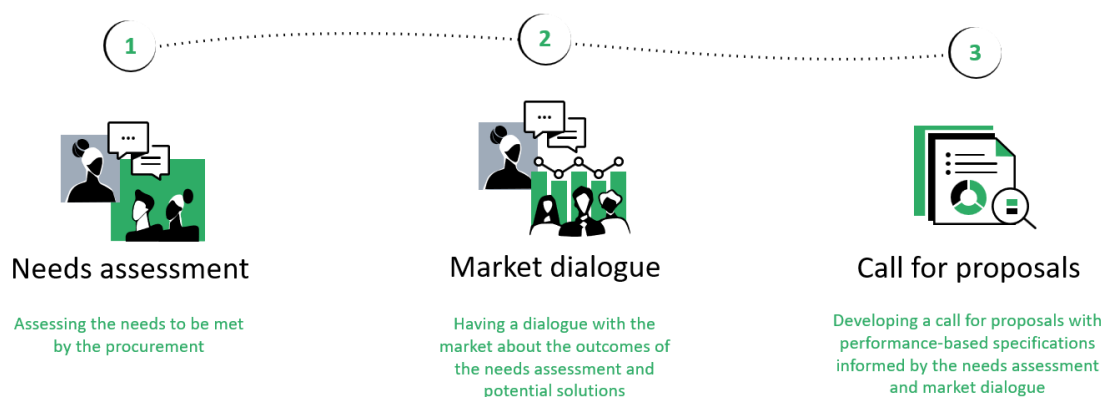 1
2
3
Needs assessment
Market dialogue
Call for proposals
Assessing the needs to be met
by the procurement
Having a dialogue with the
market about the outcomes of
the needs assessment and
potential solutions
Developing a call for proposals with
performance-based specifications
informed by the needs assessment
and market dialogue